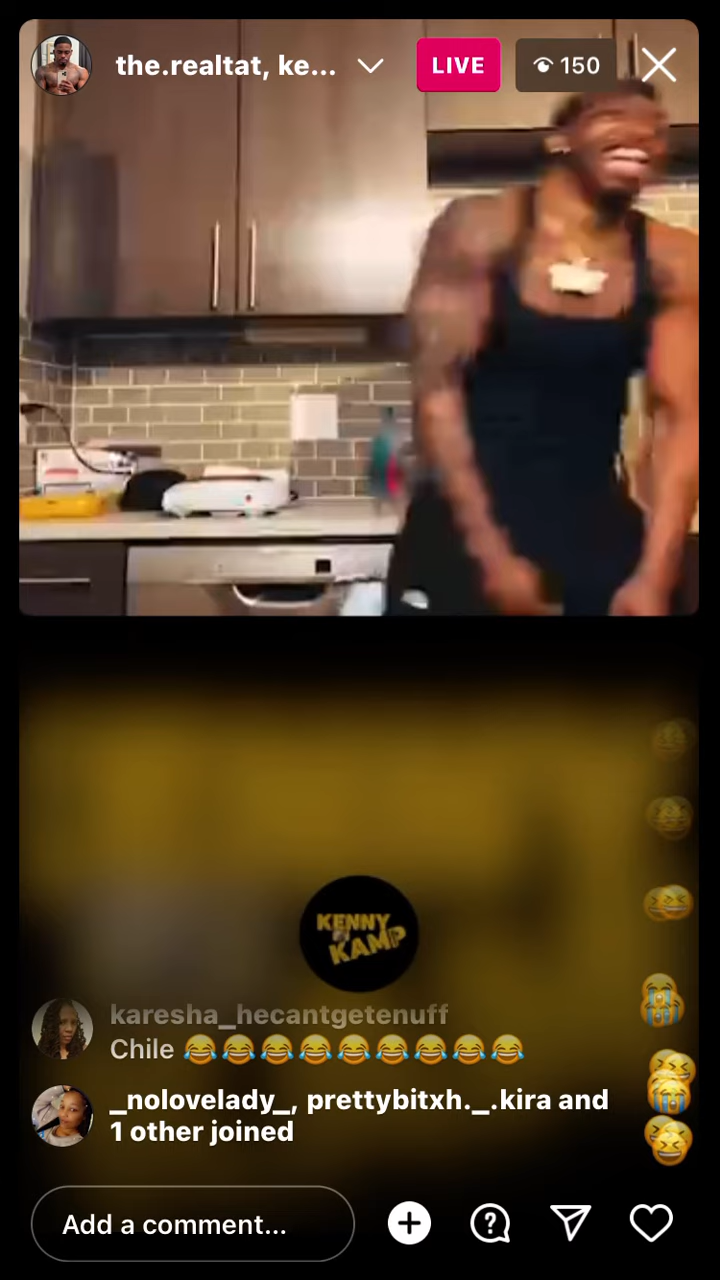 the.realtat, ke...
LIVE
150
KENNY
KAMP
karesha_hecantgetenuff
Chile 😂😂😂😂😂😂😂😂😂
_nolovelady_, prettybitxh._.kira and
1 other joined
Add a comment...